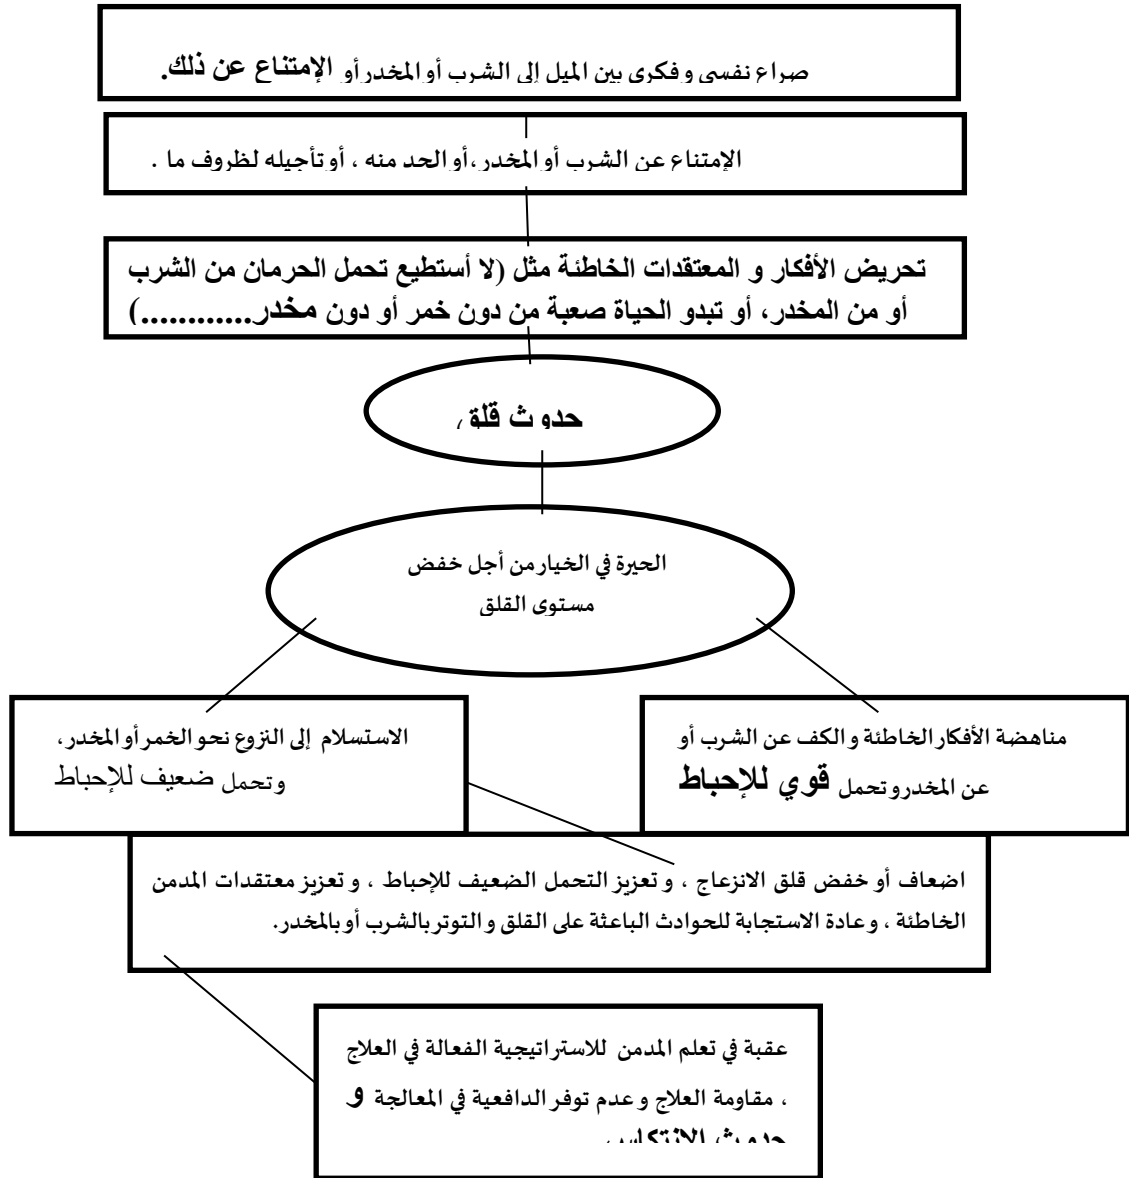 صراع نفسي و فكري بين الميل إلى الشرب أو المخدر أو الإمتناع عن ذلك.
الإمتناع عن الشرب أو المخدر، أو الحد منه ، أو تأجيله لظروف ما .
تحريض الأفكار و المعتقدات الخاطئة مثل (لا أستطيع تحمل الحرمان من الشرب
أو من المخدر، أو تبدو الحياة صعبة من دون خمر أو دون مخدر............)
حدوث قلق ،
الحيرة في الخيار من أجل خفض
مستوى القلق
الاستسلام إلى النزوع نحو الخمر أو المخدر،
و تحمل ضعيف للإحباط
مناهضة الأفكار الخاطئة و الكف عن الشرب أو
عن المخدر و تحمل قوي للإحباط
اضعاف أو خفض قلق الانزعاج ، و تعزيز التحمل الضعيف للإحباط ، و تعزيز معتقدات المدمن
الخاطئة ، و عادة الاستجابة للحوادث الباعثة على القلق و التوتر بالشرب أو بالمخدر.
عقبة في تعلم المدمن للاستراتيجية الفعالة في العلاج
، مقاومة العلاج و عدم توفر الدافعية في المعالجة و
حدوث الانتكاس